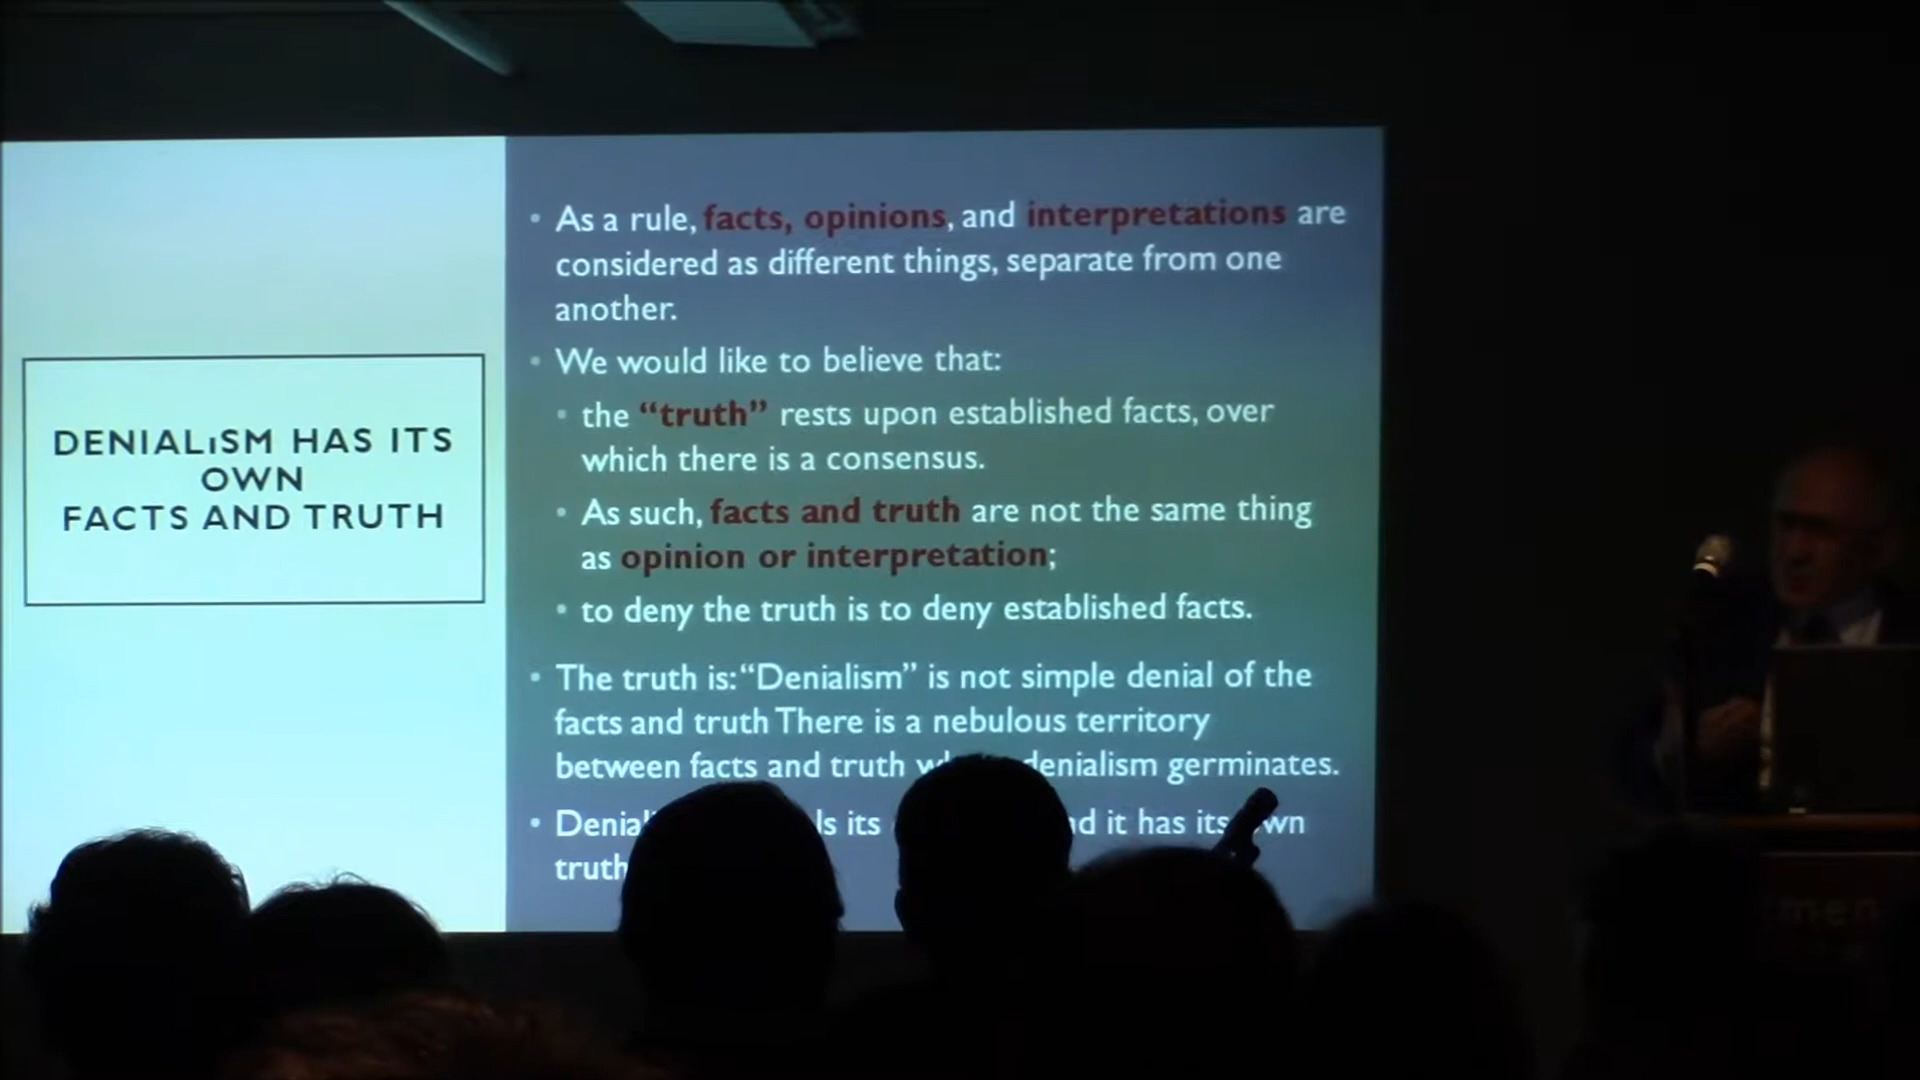 DENIALiSM HAS ITS
OWN
FACTS AND TRUTH
• As a rule, facts, opinions, and interpretations are
considered as different things, separate from one
another.
• We would like to believe that:
• the “truth” rests upon established facts, over
which there is a consensus.
• As such, facts and truth are not the same thing
as opinion or interpretation;
• to deny the truth is to deny established facts.
• The truth is: “Denialism” is not simple denial of the
facts and truth There is a nebulous territory
between facts and truth denialism germinates.
• its it has its
truth